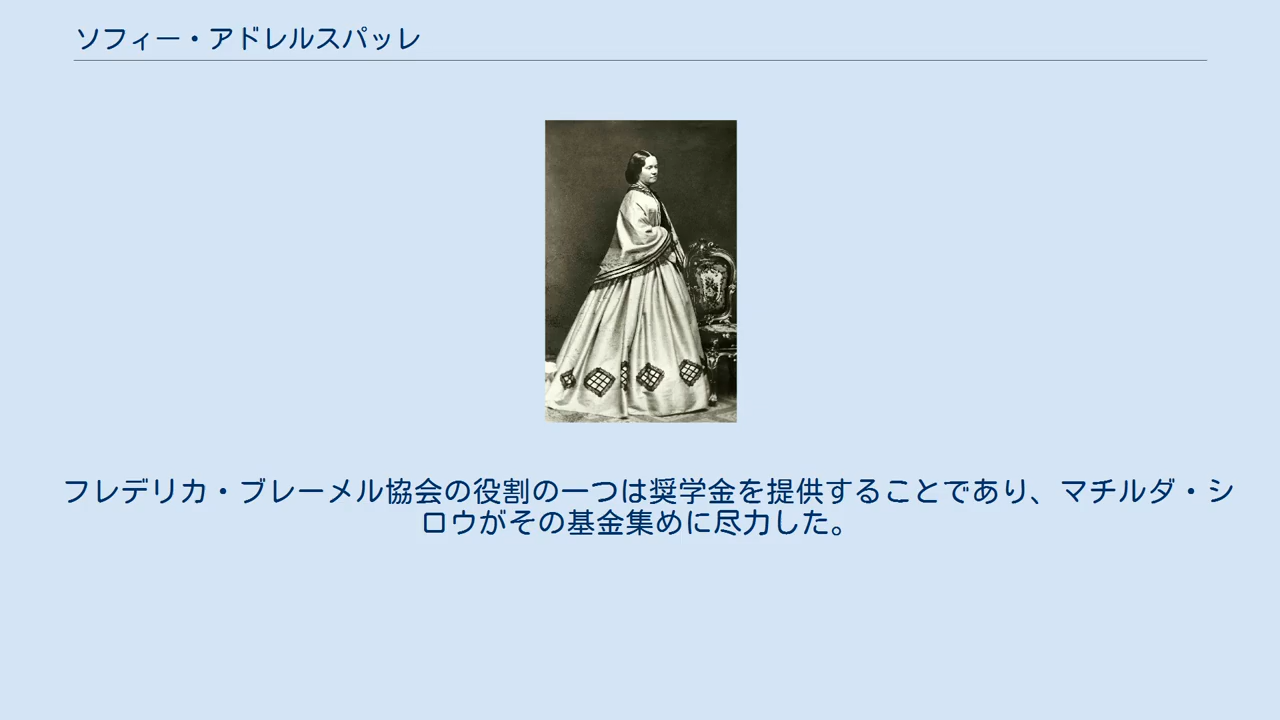 ソフィー・アドレルスパッレ
フレデリカ・ブレーメル協会の役割の一つは奨学金を提供することであり、マチルダ・シ
ロウがその基金集めに尽力した。